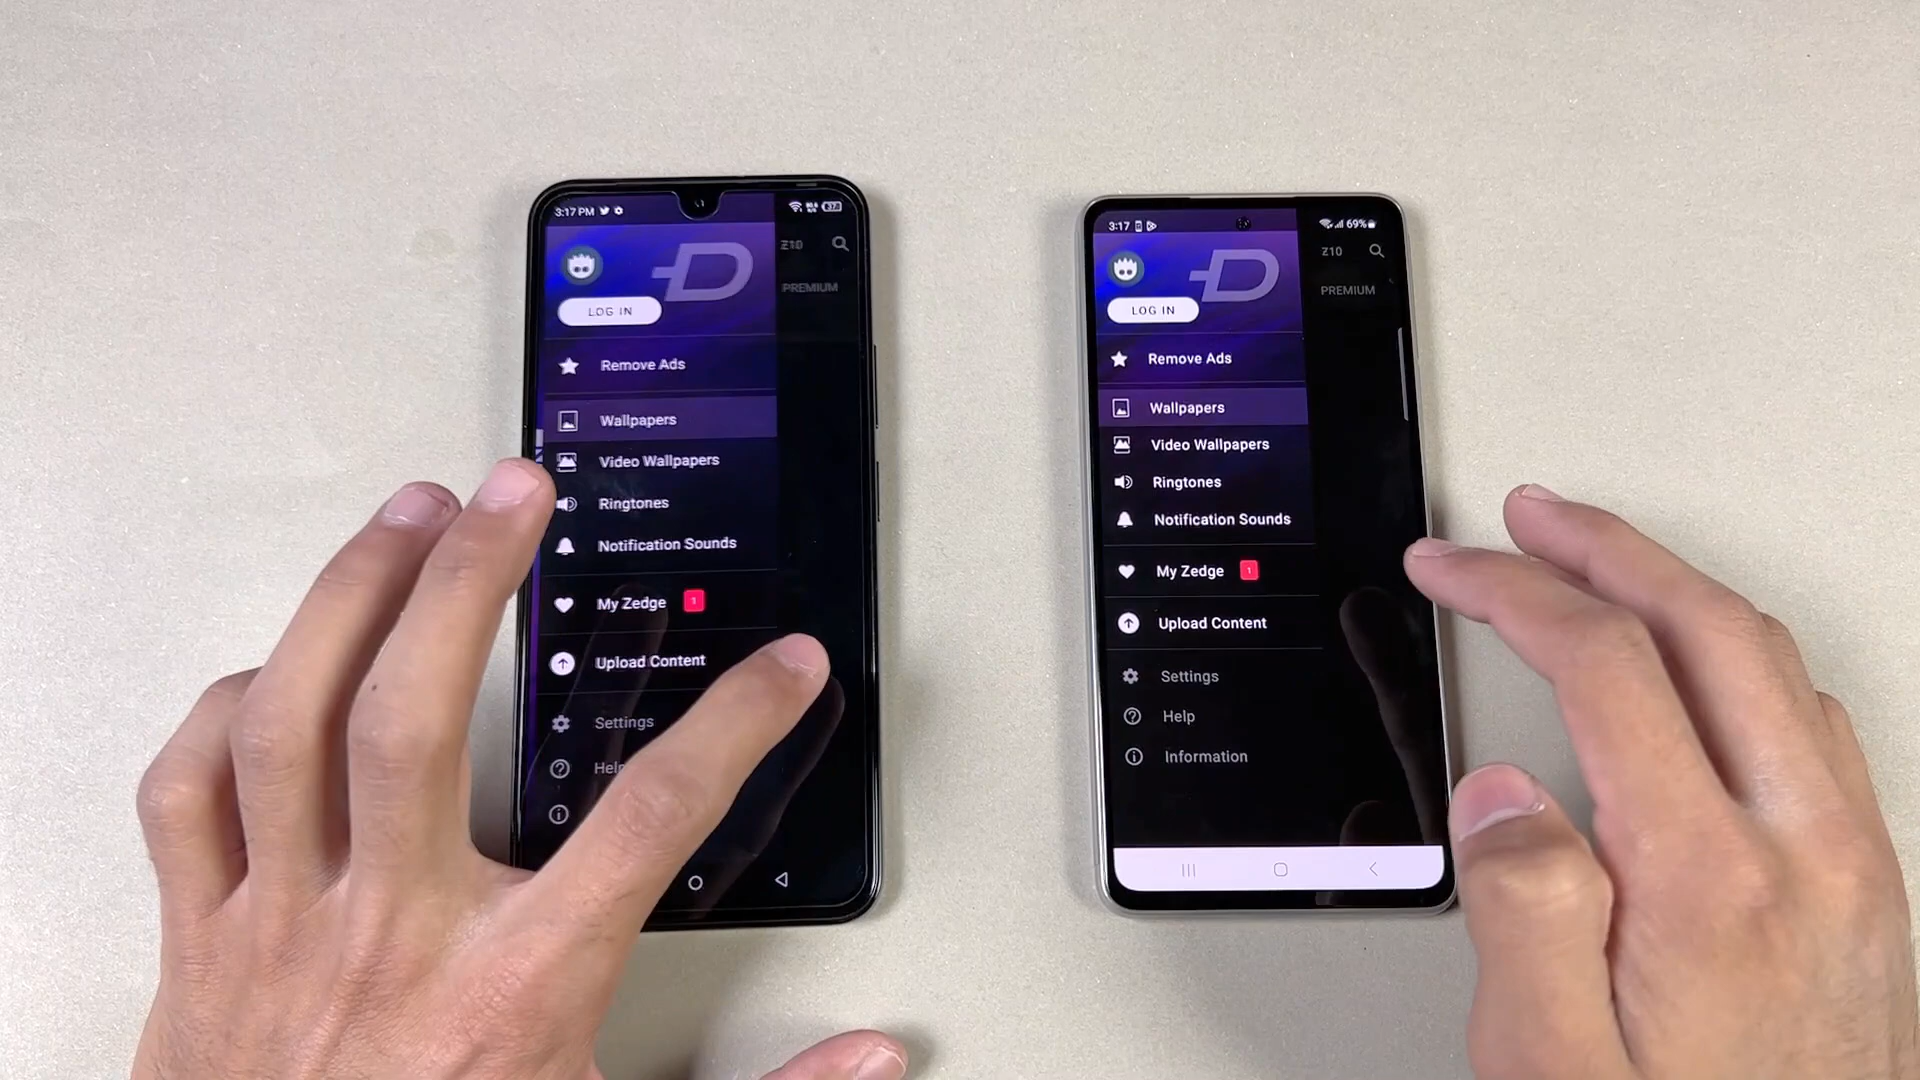 3:17 PM
37
Z10
PREMIUM
LOG IN
Remove Ads
Wallpapers
Video Wallpapers
Ringtones
Notification Sounds
My Zedge 1
Upload Content
Settings
Help
3:17
69%
Z10
PREMIUM
LOG IN
Remove Ads
Wallpapers
Video Wallpapers
Ringtones
Notification Sounds
My Zedge 1
Upload Content
Settings
Help
Information